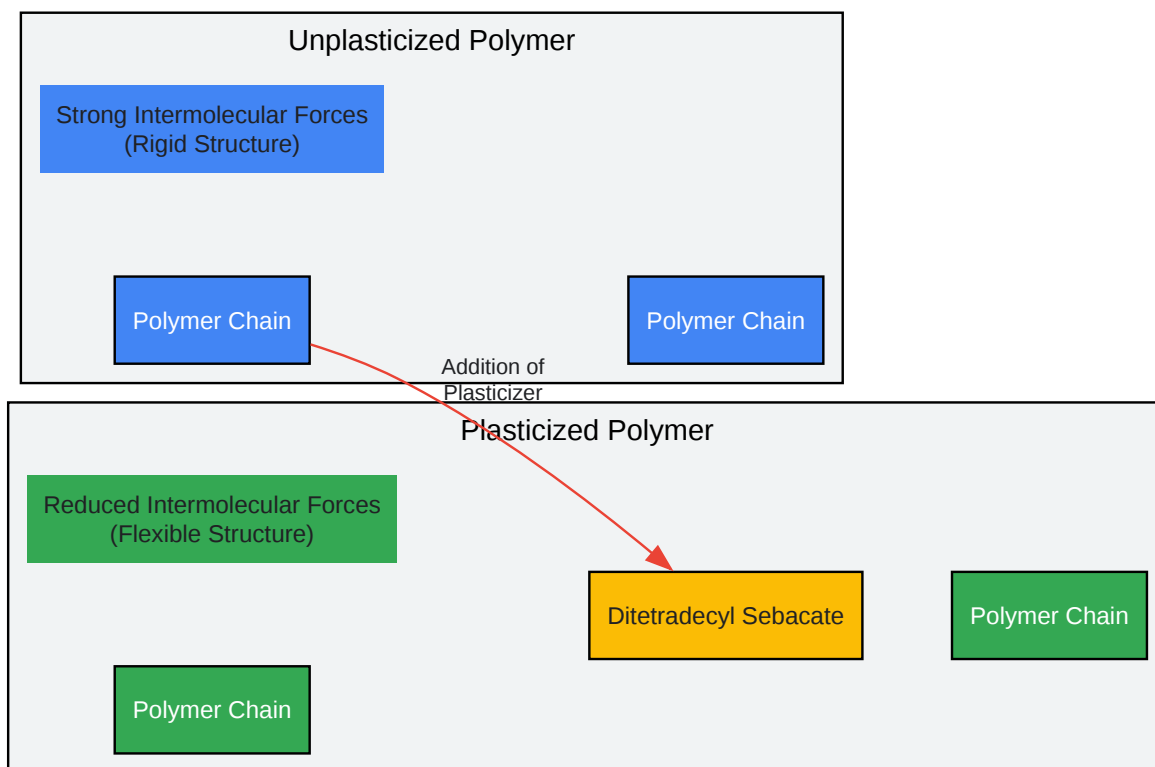 Unplasticized Polymer
Strong Intermolecular Forces
(Rigid Structure)
Polymer Chain
Polymer Chain
Addition of
Plasticizer
Plasticized Polymer
Reduced Intermolecular Forces
(Flexible Structure)
Ditetradecyl Sebacate
Polymer Chain
Polymer Chain